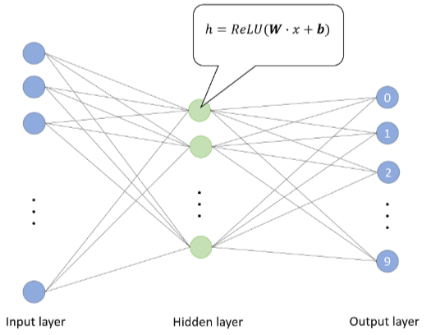 h = ReLU(W · x + b)
0
1
2
9
Input layer
Hidden layer
Output layer